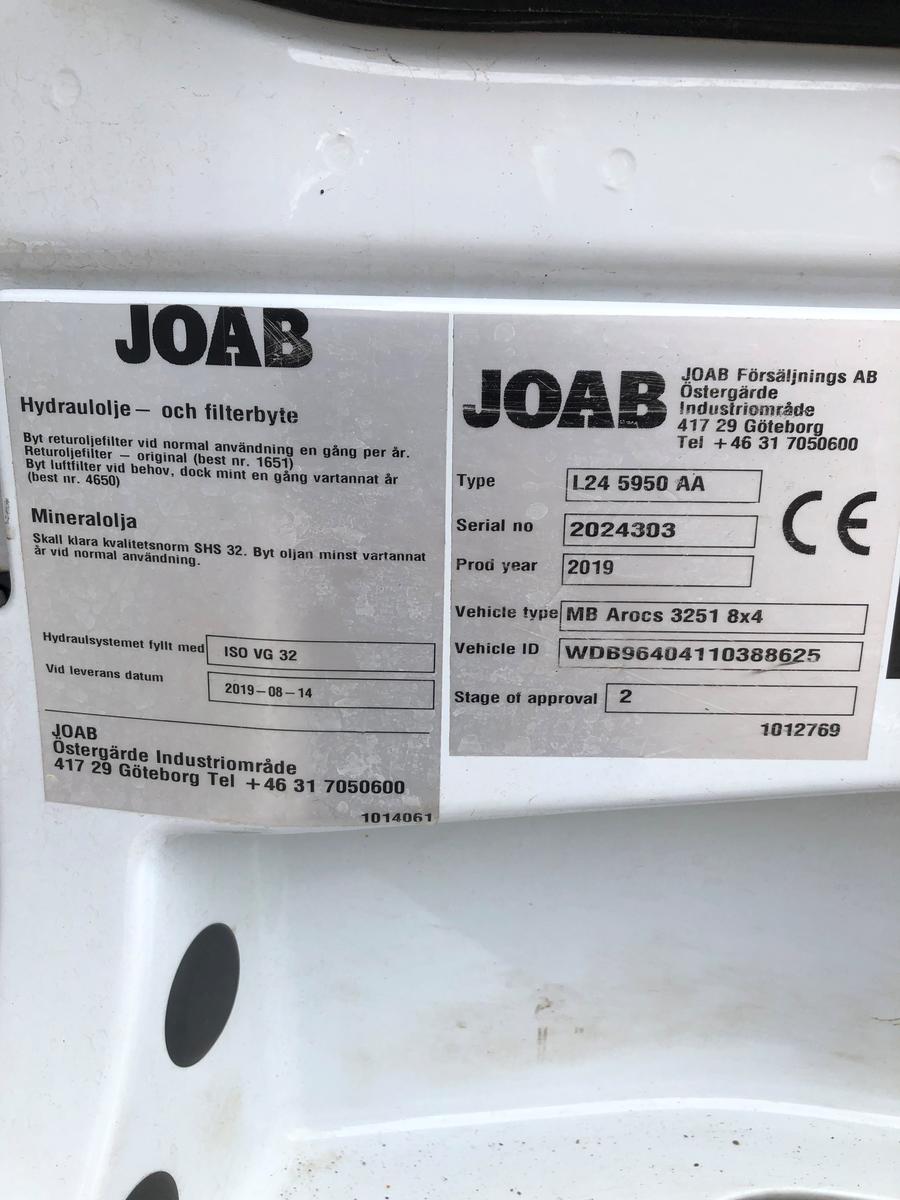 JOAB
Hydraulolje – och filterbyte
Byt returoljefilter vid normal användning en gång per år.
Returoljefilter – original (best nr. 1651)
Byt luftfilter vid behov, dock mint en gång vartannat år
(best nr. 4650)
Mineralolja
Skall klara kvalitetsnorm SHS 32. Byt oljan minst vartannat
år vid normal användning.
Hydraulsystemet fyllt med ISO VG 32
Vid leverans datum 2019-08-14
JOAB
Östergärde Industriområde
417 29 Göteborg Tel +46 31 7050600
1014061
JOAB
JOAB Försäljnings AB
Östergärde
Industriområde
417 29 Göteborg
Tel +46 31 7050600
Type L24 5950 AA
CE
Serial no 2024303
Prod year 2019
Vehicle type MB Arocs 3251 8x4
Vehicle ID WDB96404110388625
Stage of approval 2
1012769